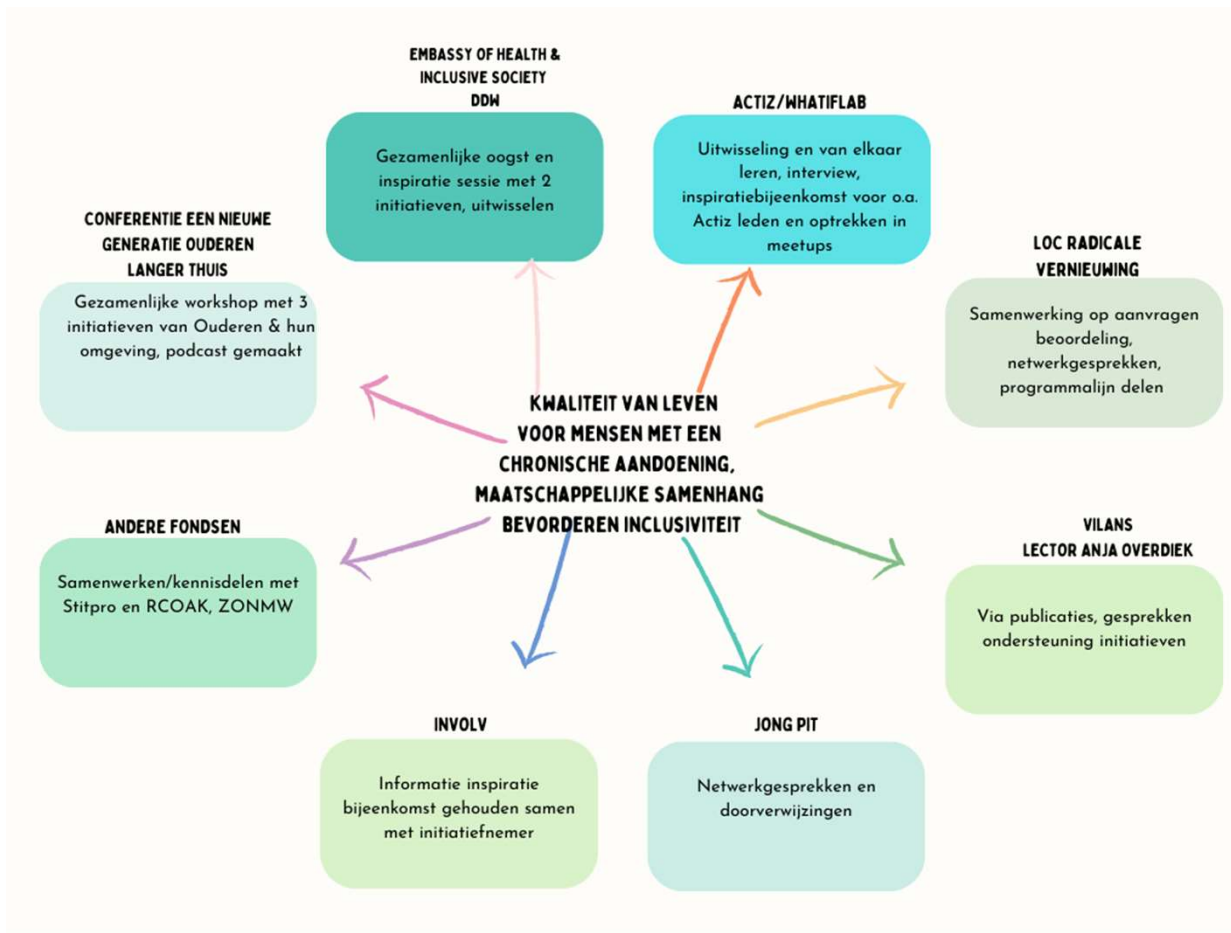 EMBASSY OF HEALTH &
INCLUSIVE SOCIETY
DDW
Gezamenlijke oogst en
inspiratie sessie met 2
initiatieven, uitwisselen
ACTIZ/WHATIFLAB
Uitwisseling en van elkaar
leren, interview,
inspiratiebijeenkomst voor o.a.
Actiz leden en optrekken in
meetups
CONFERENTIE EEN NIEUWE
GENERATIE OUDEREN
LANGER THUIS
Gezamenlijke workshop met 3
initiatieven van Ouderen & hun
omgeving, podcast gemaakt
LOC RADICALE
VERNIEUWING
Samenwerking op aanvragen
beoordeling,
netwerkgesprekken,
programmalijn delen
KWALITEIT VAN LEVEN
VOOR MENSEN MET EEN
CHRONISCHE AANDOENING,
MAATSCHAPPELIJKE SAMENHANG
BEVORDEREN INCLUSIVITEIT
ANDERE FONDSEN
Samenwerken/kennisdelen met
Stitpro en RCOAK, ZONMW
VILANS
LECTOR ANJA OVERDIEK
Via publicaties, gesprekken
ondersteuning initiatieven
INVOLV
Informatie inspiratie
bijeenkomst gehouden samen
met initiatiefnemer
JONG PIT
Netwerkgesprekken en
doorverwijzingen